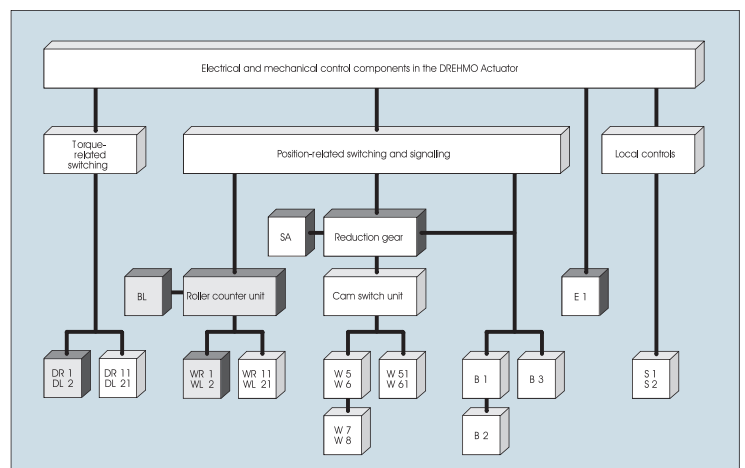 Electrical and mechanical control components in the DREHMO Actuator
Torque-
related
switching
Position-related switching and signalling
Local controls
SA
Reduction gear
BL
Roller counter unit
Cam switch unit
E 1
DR 1
DL 2
DR 11
DL 21
WR 1
WL 2
WR 11
WL 21
W 5
W 6
W 51
W 61
B 1
B 3
S 1
S 2
W 7
W 8
B 2